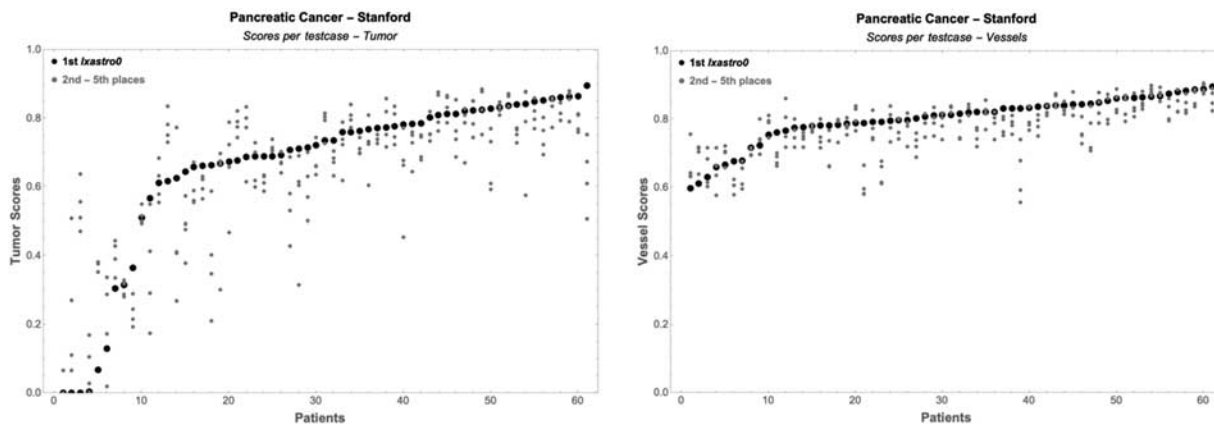 Pancreatic Cancer – Stanford
Scores per testcase – Tumor
1st lxastro0
2nd – 5th places
Tumor Scores
1.0
0.8
0.6
0.4
0.2
0.0
0 10 20 30 40 50 60
Patients
Pancreatic Cancer – Stanford
Scores per testcase – Vessels
1st lxastro0
2nd – 5th places
Vessel Scores
1.0
0.8
0.6
0.4
0.2
0.0
0 10 20 30 40 50 60
Patients